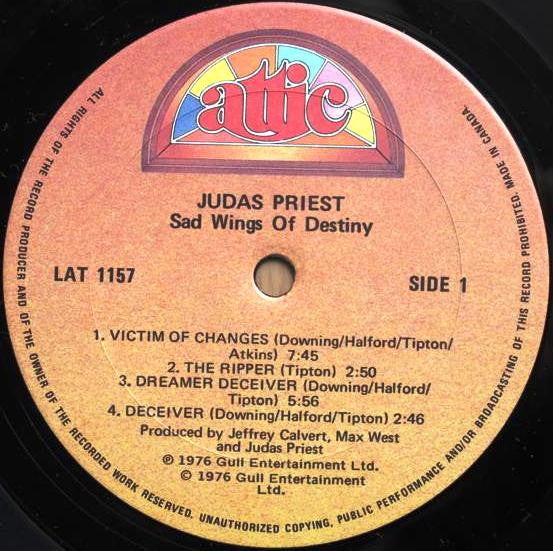 attic
JUDAS PRIEST
Sad Wings Of Destiny
LAT 1157
SIDE 1
1. VICTIM OF CHANGES (Downing/Halford/Tipton/
Atkins) 7:45
2. THE RIPPER (Tipton) 2:50
3. DREAMER DECEIVER (Downing/Halford/
Tipton) 5:56
4. DECEIVER (Downing/Halford/Tipton) 2:46
Produced by Jeffrey Calvert, Max West
and Judas Priest
℗ 1976 Gull Entertainment Ltd.
© 1976 Gull Entertainment
Ltd.
ALL RIGHTS OF THE RECORD PRODUCER AND OF THE OWNER OF THE RECORDED WORK RESERVED. UNAUTHORIZED COPYING, PUBLIC PERFORMANCE AND/OR BROADCASTING OF THIS RECORD PROHIBITED. MADE IN CANADA.